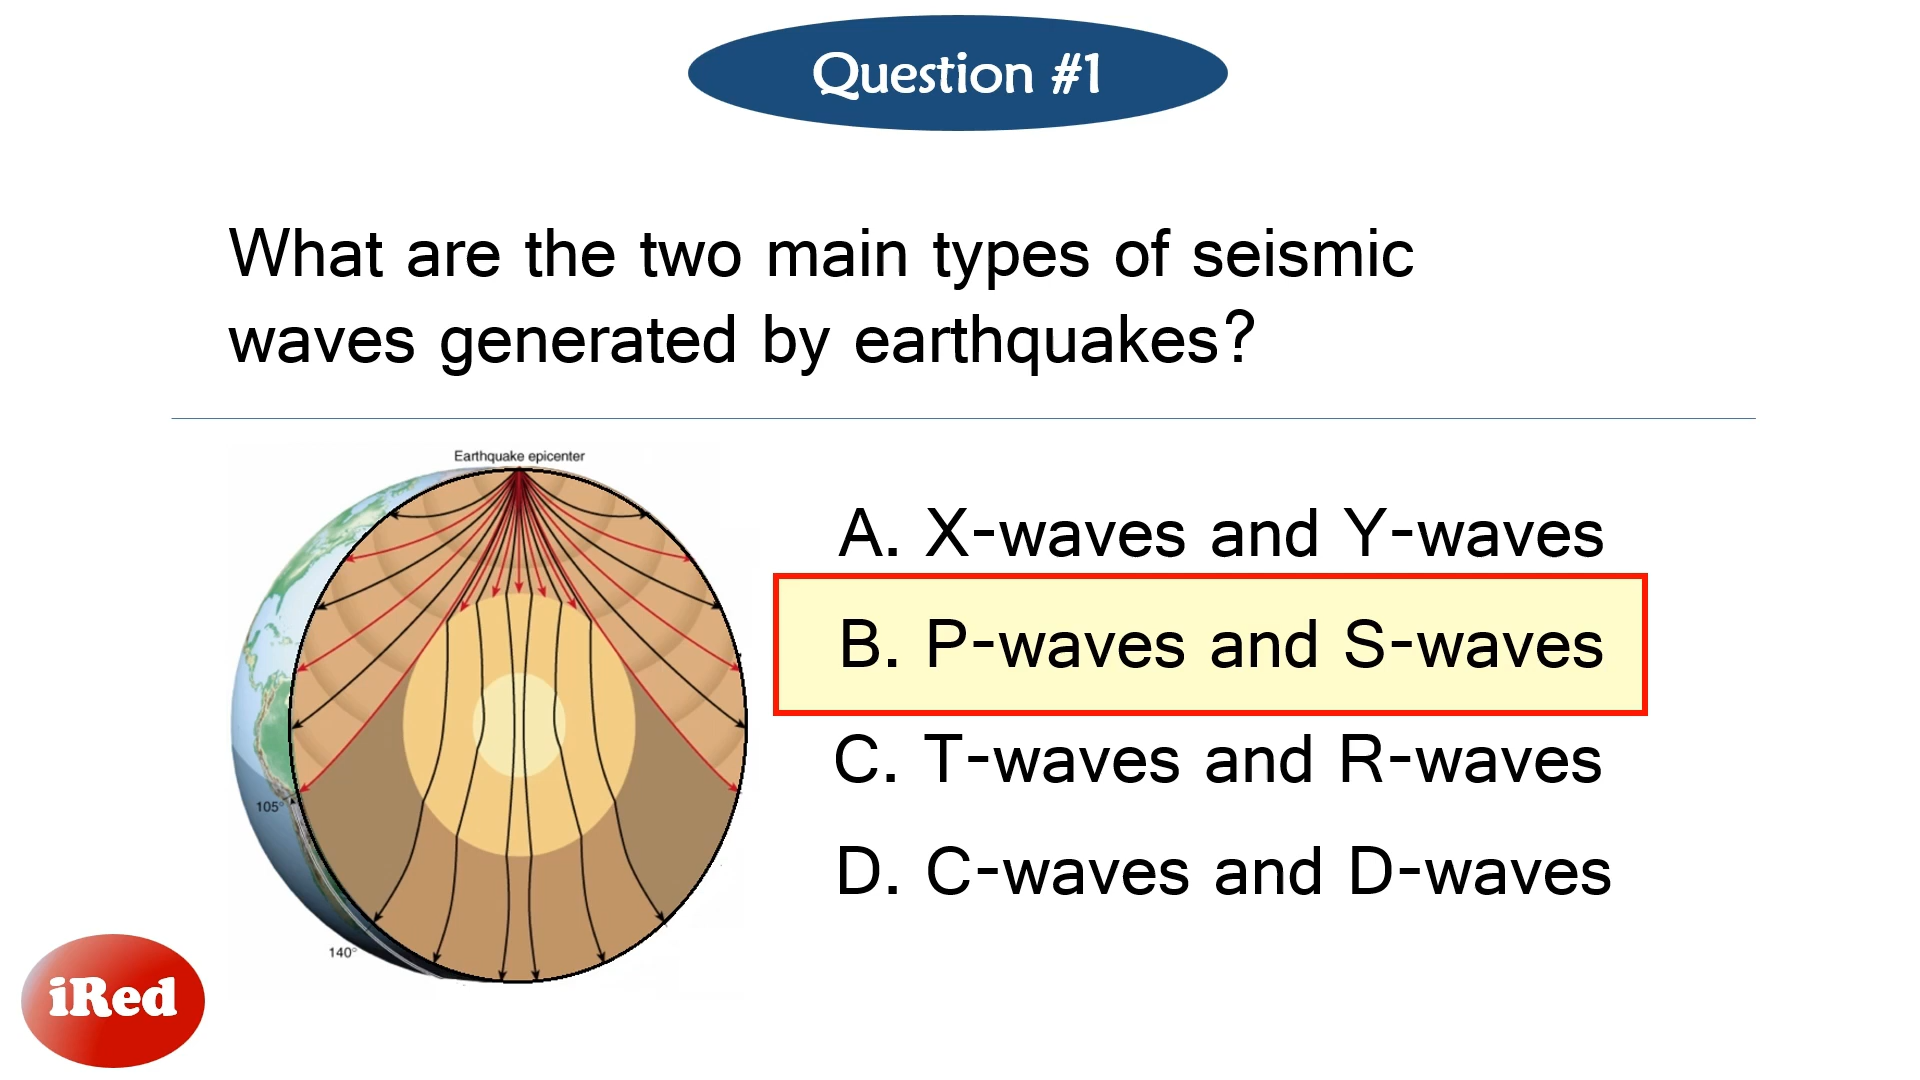 Question #1
What are the two main types of seismic
waves generated by earthquakes?
Earthquake epicenter
105°
140°
A. X-waves and Y-waves
B. P-waves and S-waves
C. T-waves and R-waves
D. C-waves and D-waves
iRed